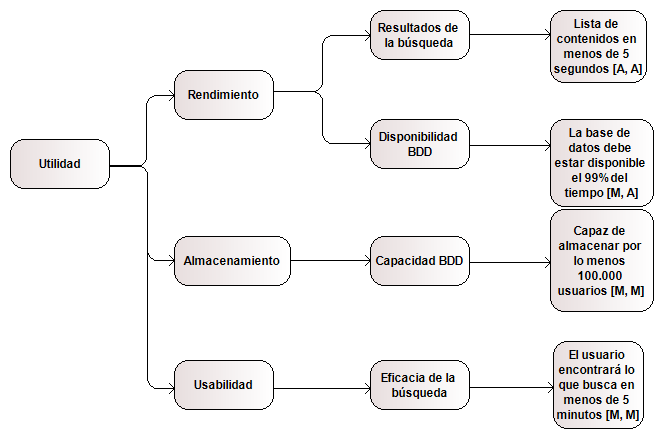 Utilidad
Rendimiento
Resultados de
la búsqueda
Lista de
contenidos en
menos de 5
segundos [A, A]
Disponibilidad
BDD
La base de
datos debe
estar disponible
el 99% del
tiempo [M, A]
Almacenamiento
Capacidad BDD
Capaz de
almacenar por
lo menos
100.000
usuarios [M, M]
Usabilidad
Eficacia de la
búsqueda
El usuario
encontrará lo
que busca en
menos de 5
minutos [M, M]